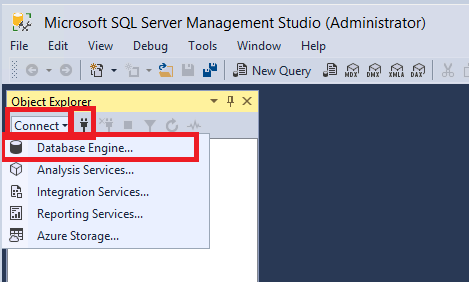 Microsoft SQL Server Management Studio (Administrator)
File Edit View Debug Tools Window Help
New Query MDX DMX XMLA DAX
Object Explorer
Connect
Database Engine...
Analysis Services...
Integration Services...
Reporting Services...
Azure Storage...